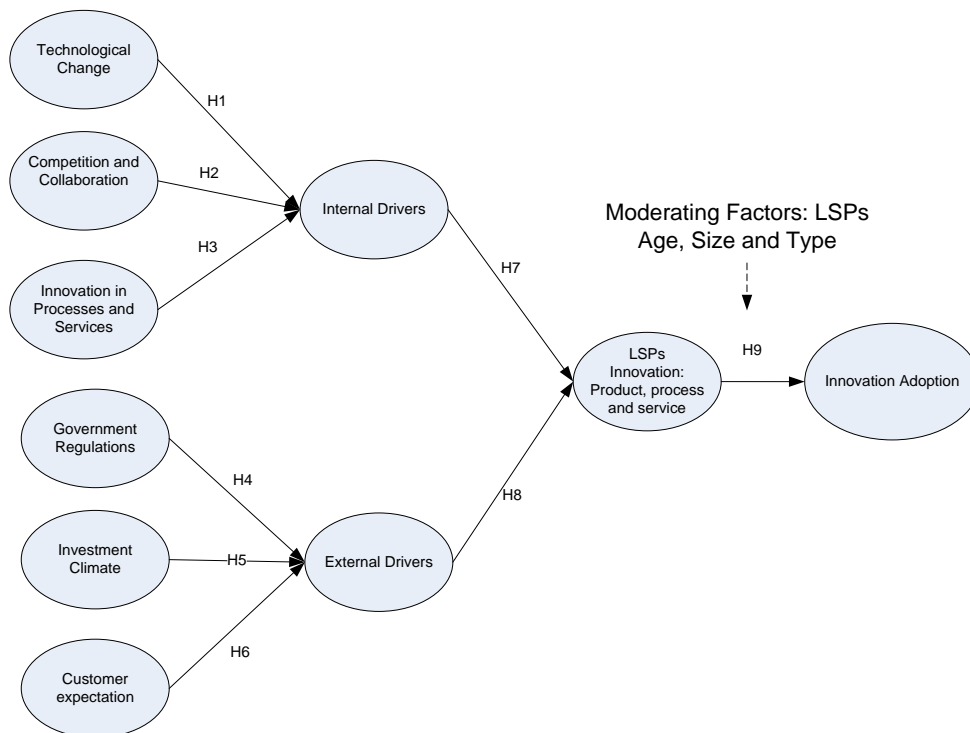 Technological
Change
H1
Competition and
Collaboration
H2
Internal Drivers
H3
Innovation in
Processes and
Services
Moderating Factors: LSPs
Age, Size and Type
H7
LSPs
Innovation:
Product, process
and service
H9
Innovation Adoption
Government
Regulations
H4
H8
Investment
Climate
H5
External Drivers
H6
Customer
expectation